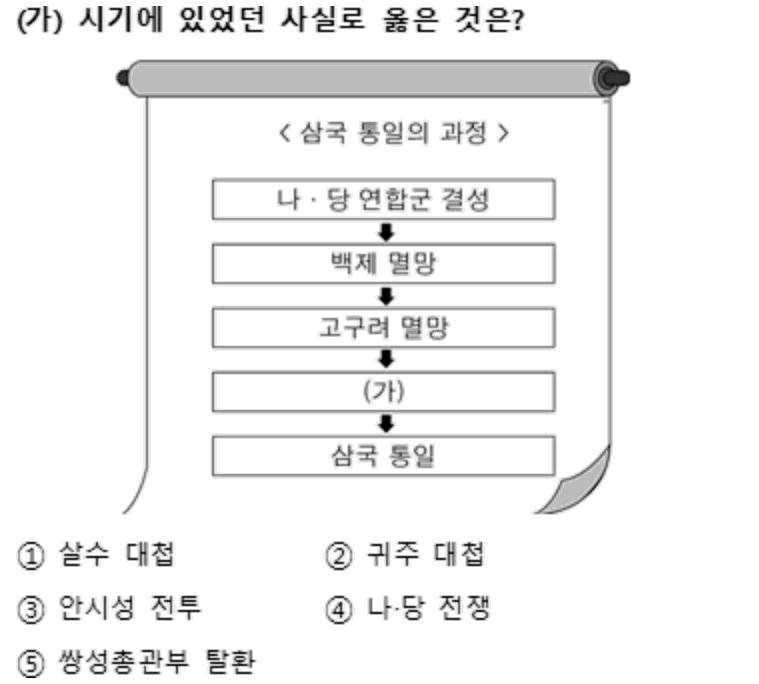 (가) 시기에 있었던 사실로 옳은 것은?
< 삼국 통일의 과정 >
나 · 당 연합군 결성
백제 멸망
고구려 멸망
(가)
삼국 통일
① 살수 대첩 ② 귀주 대첩
③ 안시성 전투 ④ 나·당 전쟁
⑤ 쌍성총관부 탈환